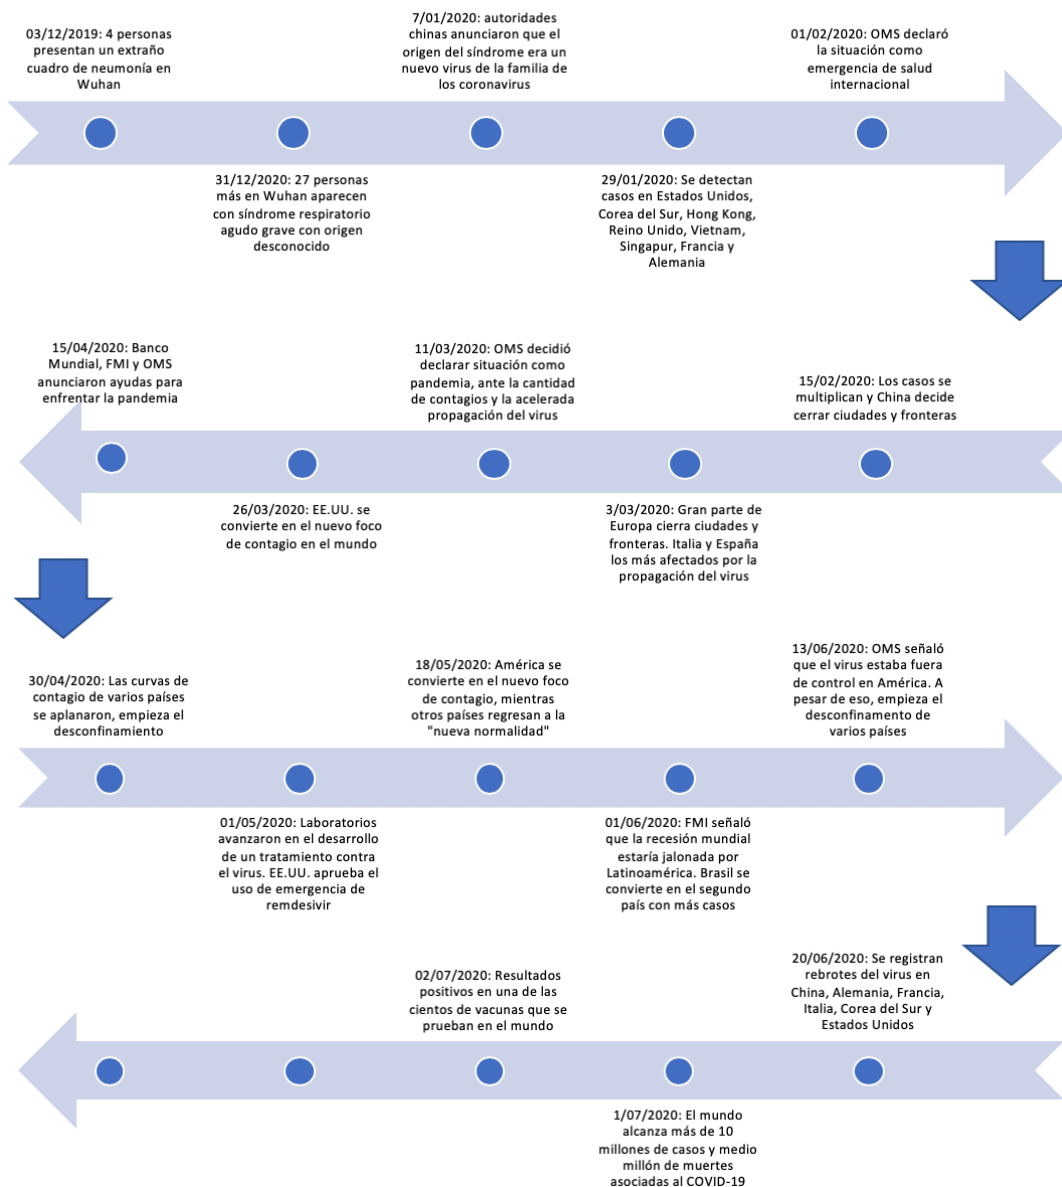 03/12/2019: 4 personas
presentan un extraño
cuadro de neumonía en
Wuhan
31/12/2020: 27 personas
más en Wuhan aparecen
con síndrome respiratorio
agudo grave con origen
desconocido
7/01/2020: autoridades
chinas anunciaron que el
origen del síndrome era un
nuevo virus de la familia de
los coronavirus
29/01/2020: Se detectan
casos en Estados Unidos,
Corea del Sur, Hong Kong,
Reino Unido, Vietnam,
Singapur, Francia y
Alemania
01/02/2020: OMS declaró
la situación como
emergencia de salud
internacional
15/02/2020: Los casos se
multiplican y China decide
cerrar ciudades y fronteras
3/03/2020: Gran parte de
Europa cierra ciudades y
fronteras. Italia y España
los más afectados por la
propagación del virus
11/03/2020: OMS decidió
declarar situación como
pandemia, ante la cantidad
de contagios y la acelerada
propagación del virus
26/03/2020: EE.UU. se
convierte en el nuevo foco
de contagio en el mundo
15/04/2020: Banco
Mundial, FMI y OMS
anunciaron ayudas para
enfrentar la pandemia
30/04/2020: Las curvas de
contagio de varios países
se aplanaron, empieza el
desconfinamiento
01/05/2020: Laboratorios
avanzaron en el desarrollo
de un tratamiento contra
el virus. EE.UU. aprueba el
uso de emergencia de
remdesivir
18/05/2020: América se
convierte en el nuevo foco
de contagio, mientras
otros países regresan a la
"nueva normalidad"
01/06/2020: FMI señaló
que la recesión mundial
estaría jalonada por
Latinoamérica. Brasil se
convierte en el segundo
país con más casos
13/06/2020: OMS señaló
que el virus estaba fuera
de control en América. A
pesar de eso, empieza el
desconfinamento de
varios países
20/06/2020: Se registran
rebrotes del virus en
China, Alemania, Francia,
Italia, Corea del Sur y
Estados Unidos
1/07/2020: El mundo
alcanza más de 10
millones de casos y medio
millón de muertes
asociadas al COVID-19
02/07/2020: Resultados
positivos en una de las
cientos de vacunas que se
prueban en el mundo